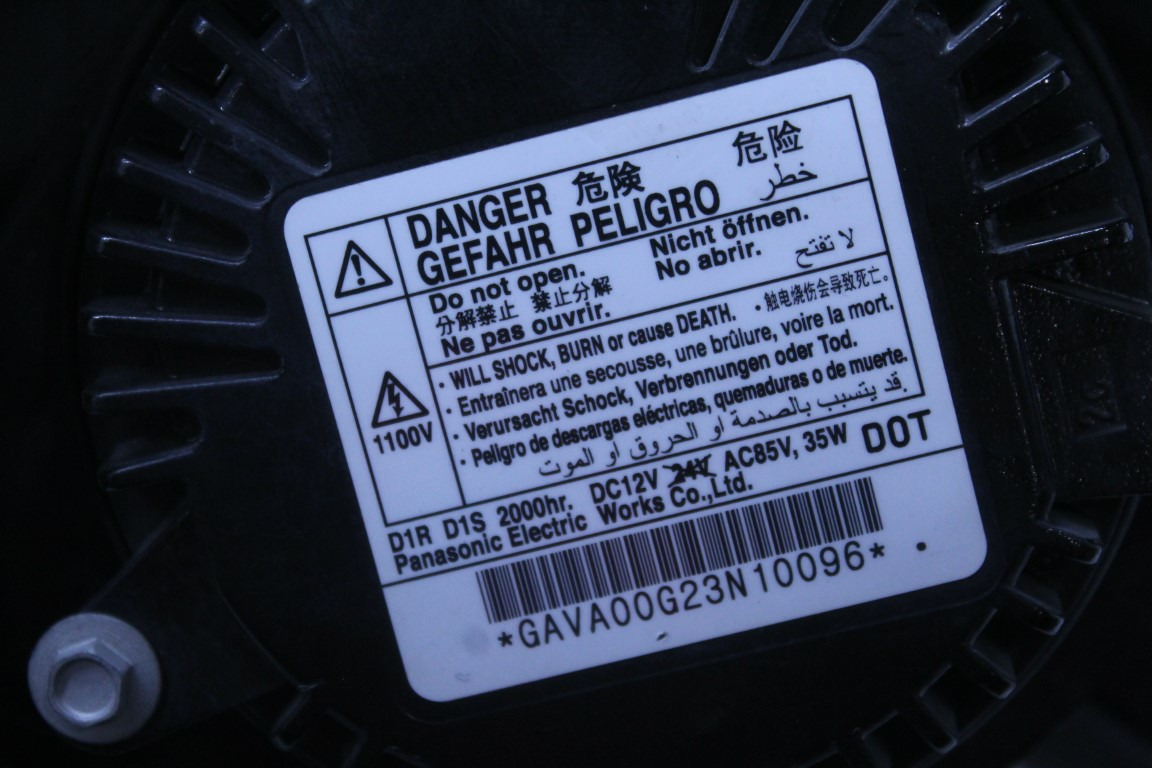 DANGER 危険 危险
GEFAHR PELIGRO خطر
Do not open. Nicht öffnen.
分解禁止 禁止分解 No abrir. لا تفتح
Ne pas ouvrir.
· WILL SHOCK, BURN or cause DEATH. · 触电烧伤会导致死亡。
· Entraînera une secousse, une brûlure, voire la mort.
· Verursacht Schock, Verbrennungen oder Tod.
· Peligro de descargas eléctricas, quemaduras o de muerte.
قد يتسبب بالصدمة او الحروق او الموت.
1100V
D1R D1S 2000hr. DC12V 24V AC85V, 35W DOT
Panasonic Electric Works Co.,Ltd.
*GAVA00G23N10096*